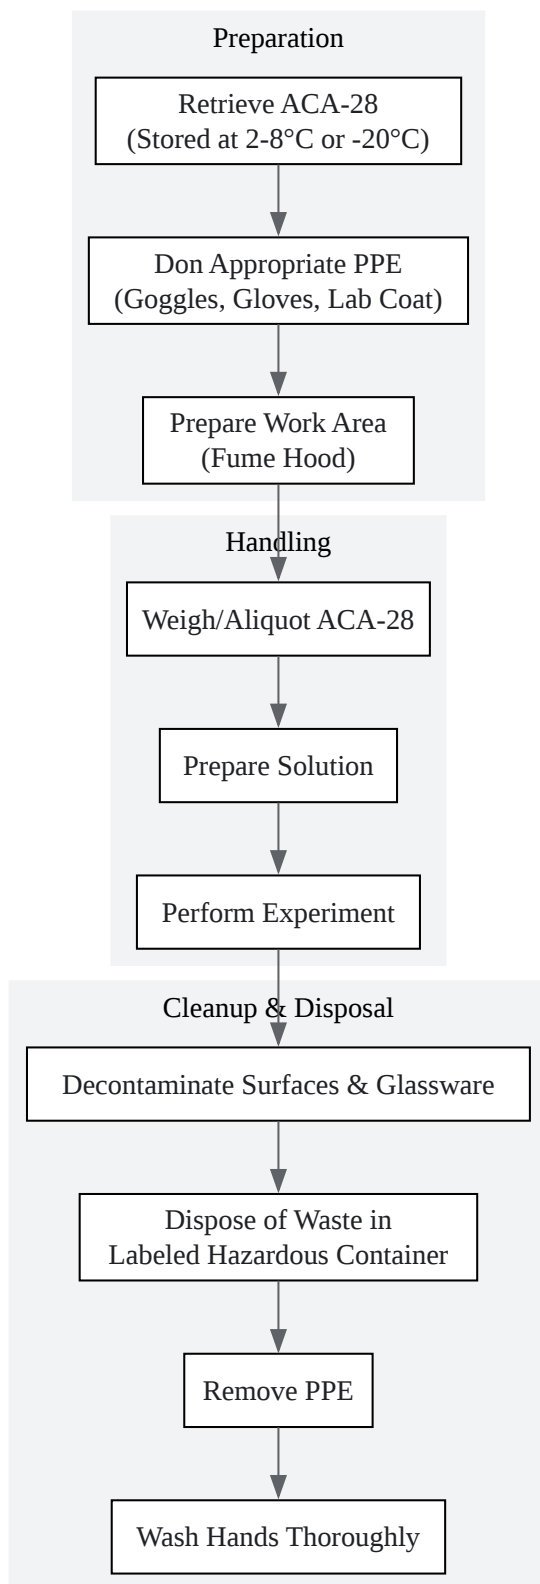 Preparation
Retrieve ACA-28
(Stored at 2-8°C or -20°C)
Don Appropriate PPE
(Goggles, Gloves, Lab Coat)
Prepare Work Area
(Fume Hood)
Handling
Weigh/Aliquot ACA-28
Prepare Solution
Perform Experiment
Cleanup & Disposal
Decontaminate Surfaces & Glassware
Dispose of Waste in
Labeled Hazardous Container
Remove PPE
Wash Hands Thoroughly